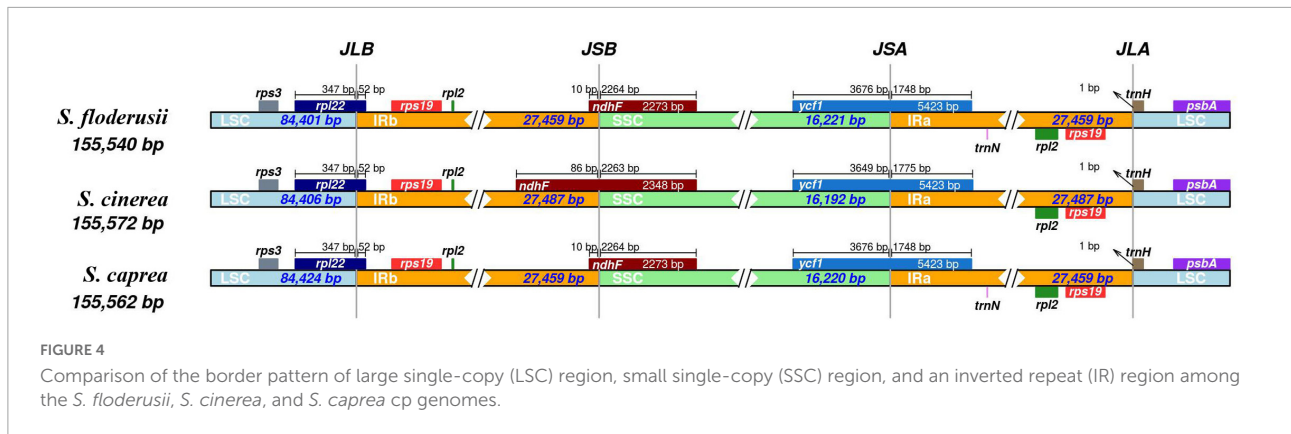 JLB JSB JSA JLA
rps3 347 bp 52 bp rps19 rpl2 10 bp 2264 bp 3676 bp 1748 bp 1 bp trnH
rpl22 ndhF 2273 bp ycf1 5423 bp psbA
S. floderusii LSC 84,401 bp IRb 27,459 bp SSC 16,221 bp IRa 27,459 bp LSC
155,540 bp trnN rpl2 rps19
rps3 347 bp 52 bp rps19 rpl2 86 bp 2263 bp 3649 bp 1775 bp 1 bp trnH
rpl22 ndhF 2348 bp ycf1 5423 bp psbA
S. cinerea LSC 84,406 bp IRb 27,487 bp SSC 16,192 bp IRa 27,487 bp LSC
155,572 bp rpl2 rps19
rps3 347 bp 52 bp rps19 rpl2 10 bp 2264 bp 3676 bp 1748 bp 1 bp trnH
rpl22 ndhF 2273 bp ycf1 5423 bp psbA
S. caprea LSC 84,424 bp IRb 27,459 bp SSC 16,220 bp IRa 27,459 bp LSC
155,562 bp trnN rpl2 rps19
FIGURE 4
Comparison of the border pattern of large single-copy (LSC) region, small single-copy (SSC) region, and an inverted repeat (IR) region among
the S. floderusii, S. cinerea, and S. caprea cp genomes.